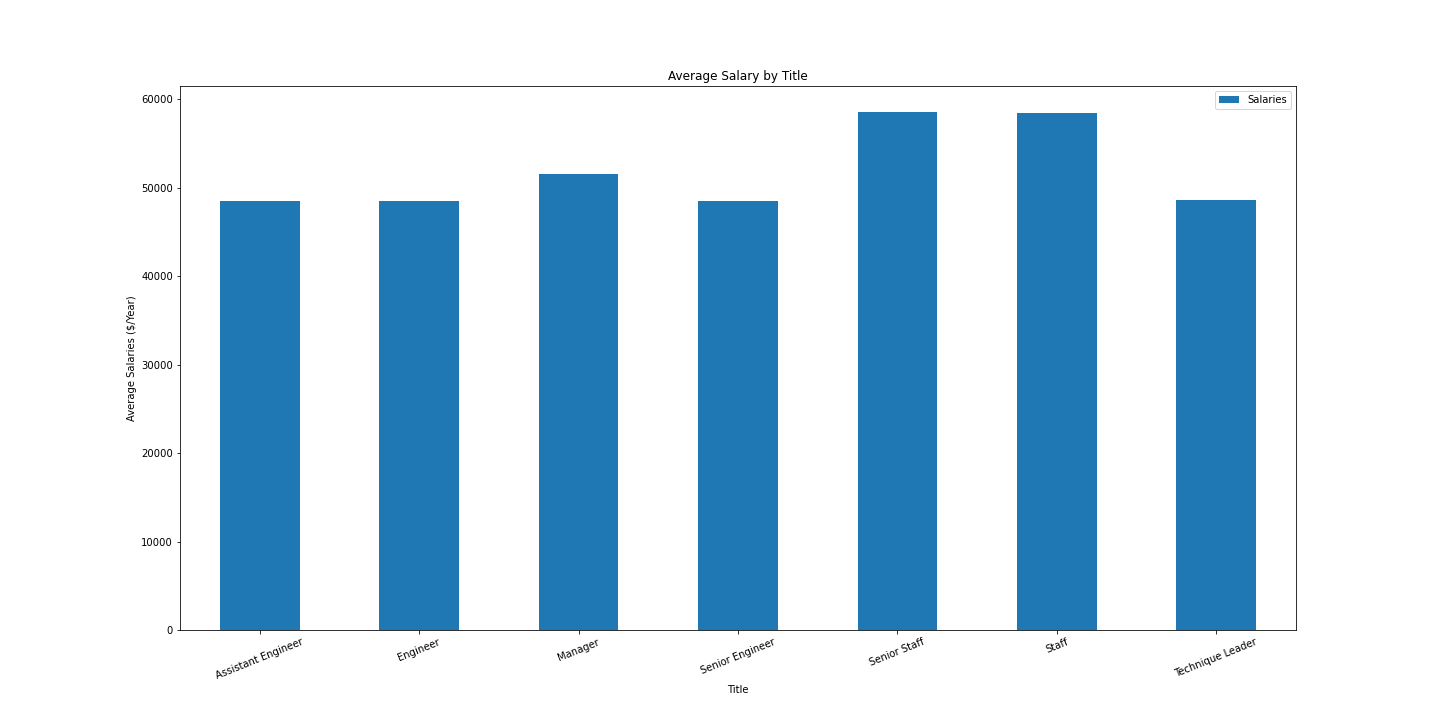 Average Salary by Title
Salaries
60000
50000
40000
30000
20000
10000
0
Average Salaries ($/Year)
Assistant Engineer
Engineer
Manager
Senior Engineer
Senior Staff
Staff
Technique Leader
Title